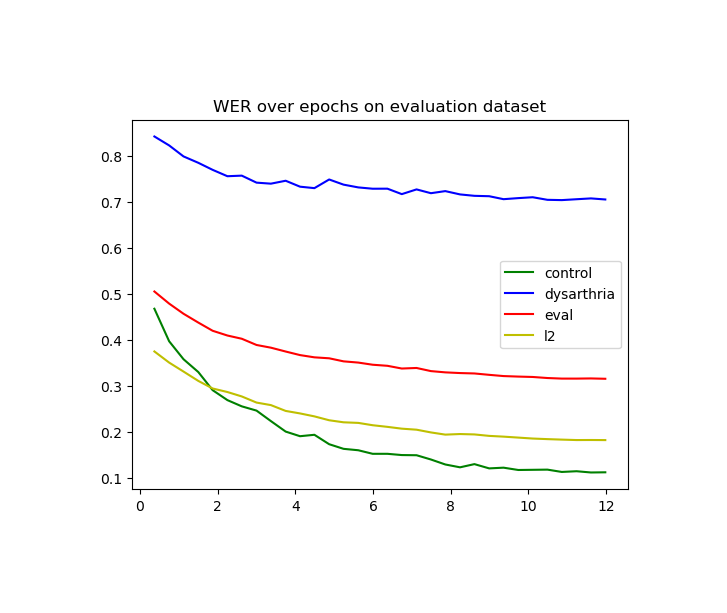 WER over epochs on evaluation dataset
0.8
0.7
0.6
0.5
0.4
0.3
0.2
0.1
control
dysarthria
eval
l2
0 2 4 6 8 10 12